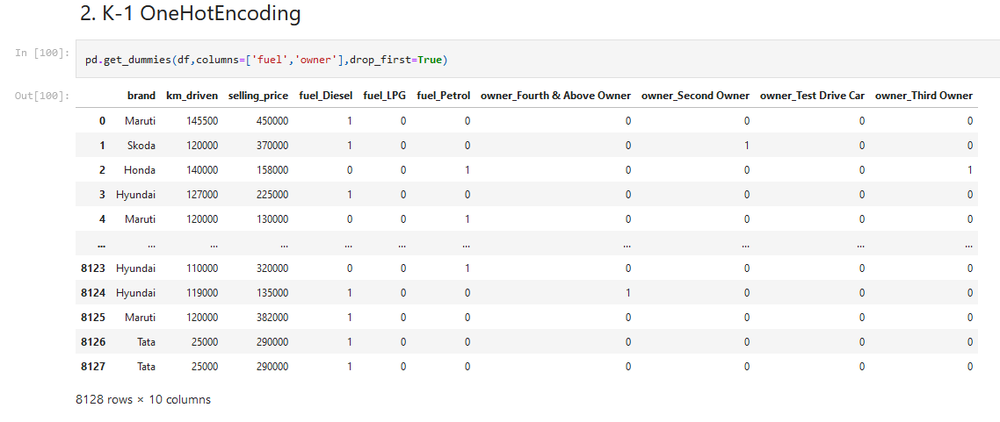 2. K-1 OneHotEncoding
In [100]: pd.get_dummies(df,columns=['fuel','owner'],drop_first=True)
Out[100]: brand km_driven selling_price fuel_Diesel fuel_LPG fuel_Petrol owner_Fourth & Above Owner owner_Second Owner owner_Test Drive Car owner_Third Owner
0 Maruti 145500 450000 1 0 0 0 0 0 0
1 Skoda 120000 370000 1 0 0 0 1 0 0
2 Honda 140000 158000 0 0 1 0 0 0 1
3 Hyundai 127000 225000 1 0 0 0 0 0 0
4 Maruti 120000 130000 0 0 1 0 0 0 0
... ... ... ... ... ... ... ... ... ... ...
8123 Hyundai 110000 320000 0 0 1 0 0 0 0
8124 Hyundai 119000 135000 1 0 0 1 0 0 0
8125 Maruti 120000 382000 1 0 0 0 0 0 0
8126 Tata 25000 290000 1 0 0 0 0 0 0
8127 Tata 25000 290000 1 0 0 0 0 0 0
8128 rows × 10 columns